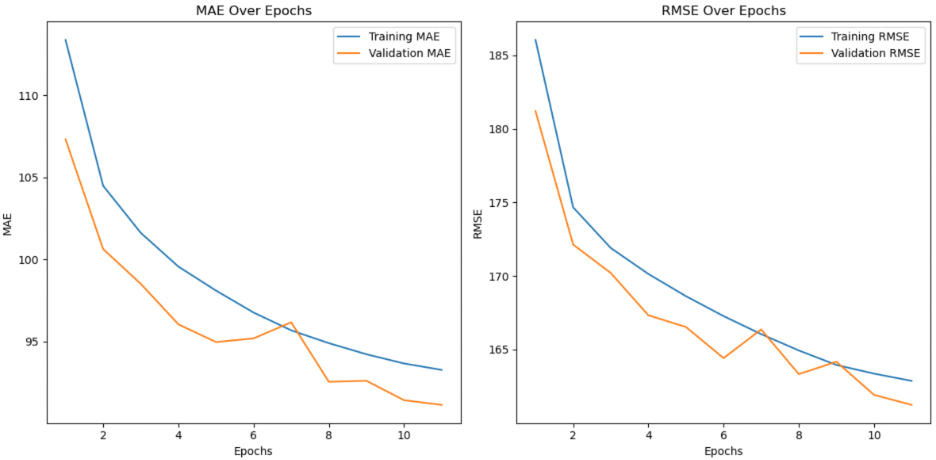 MAE Over Epochs
Training MAE
Validation MAE
MAE
110
105
100
95
2 4 6 8 10
Epochs
RMSE Over Epochs
Training RMSE
Validation RMSE
RMSE
185
180
175
170
165
2 4 6 8 10
Epochs